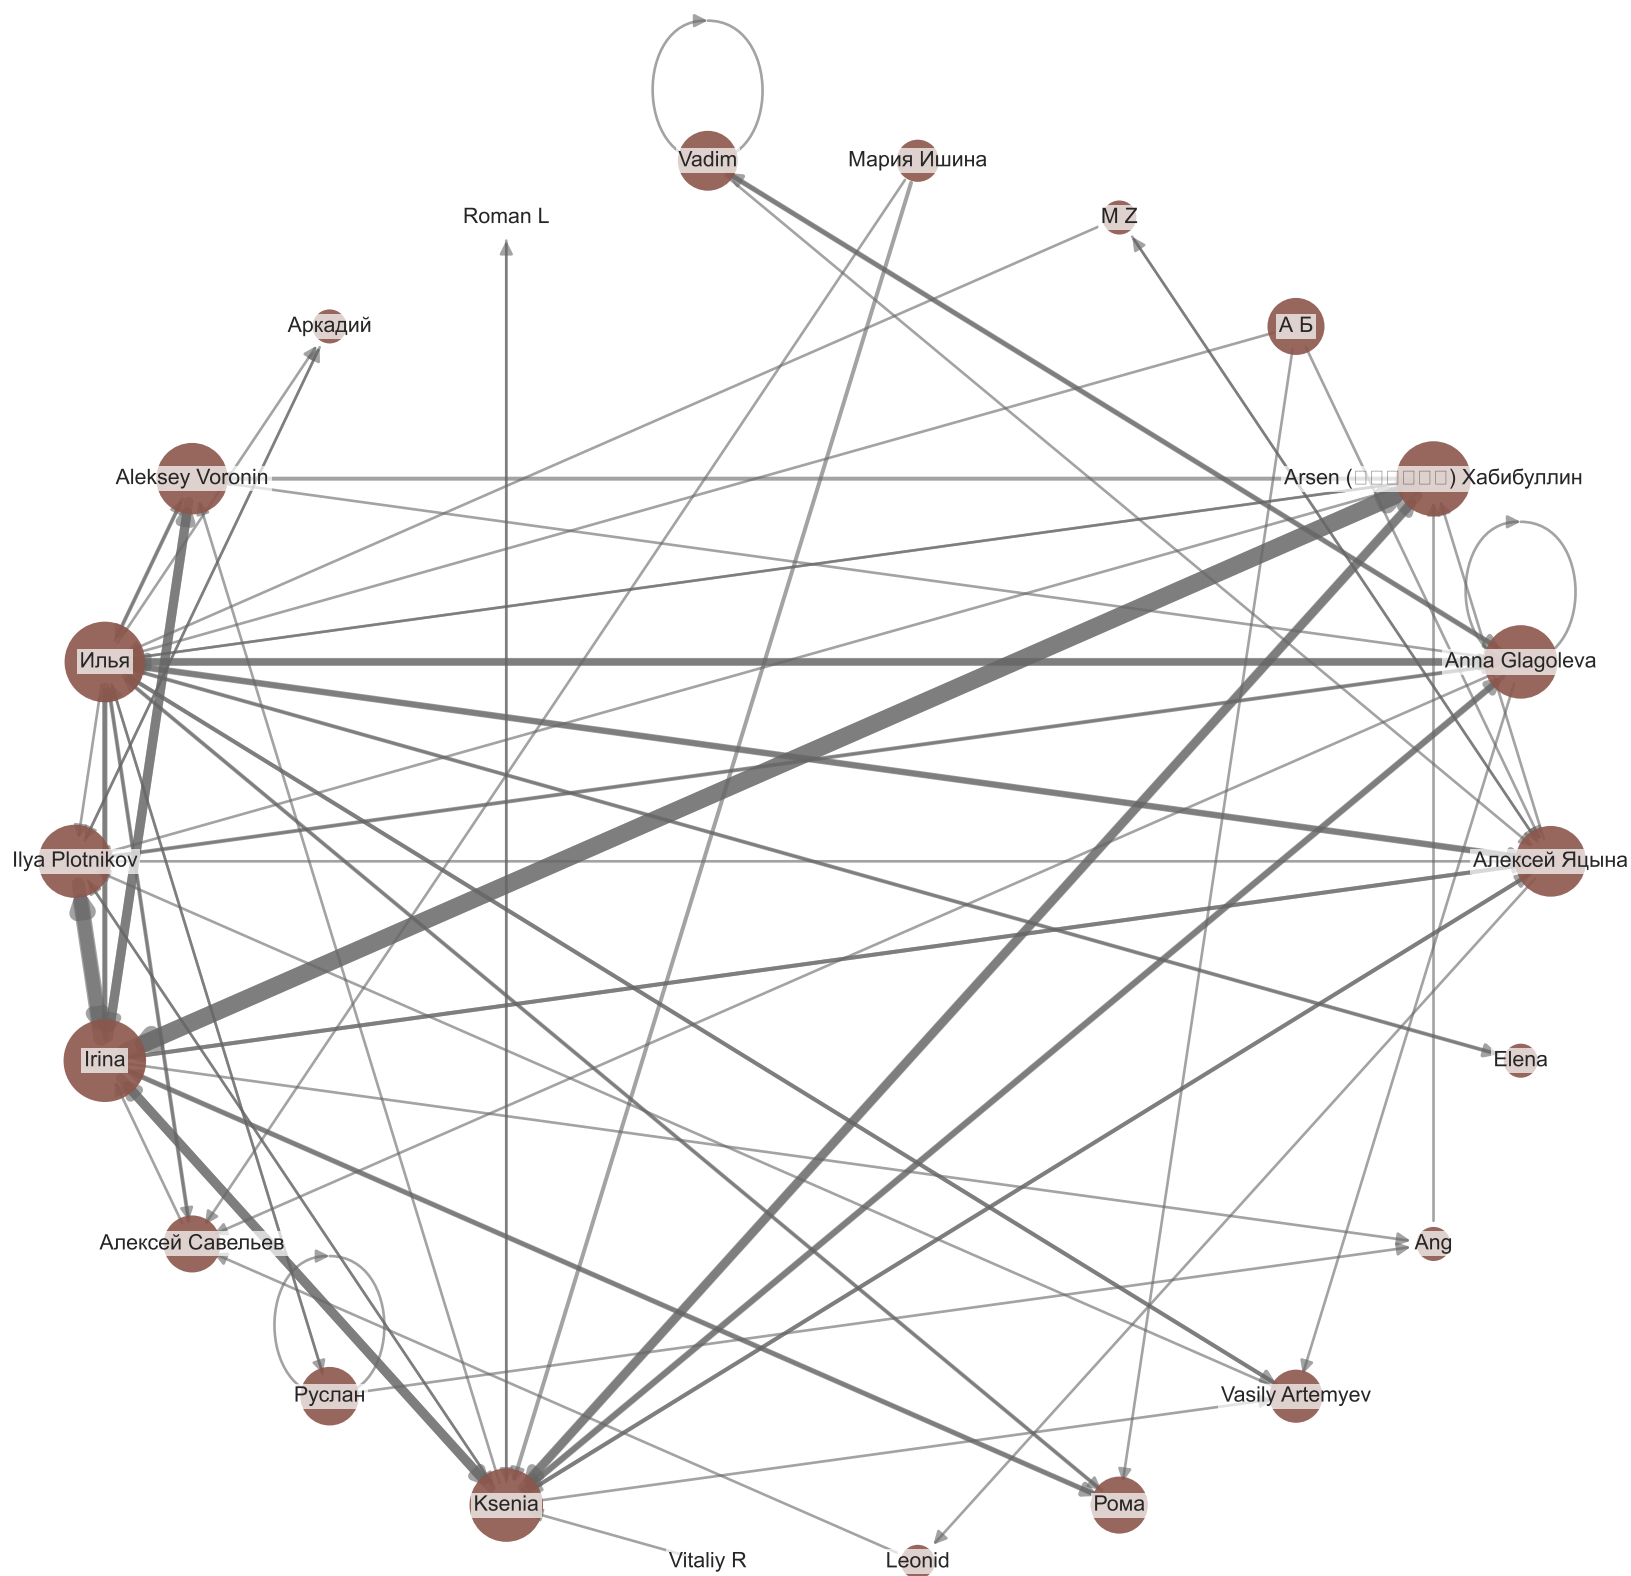 Vadim
Мария Ишина
Roman L
M Z
Аркадий
А Б
Aleksey Voronin
Arsen (□□□□□□) Хабибуллин
Илья
Anna Glagoleva
Ilya Plotnikov
Алексей Яцына
Irina
Elena
Алексей Савельев
Ang
Руслан
Vasily Artemyev
Ksenia
Рома
Vitaliy R
Leonid